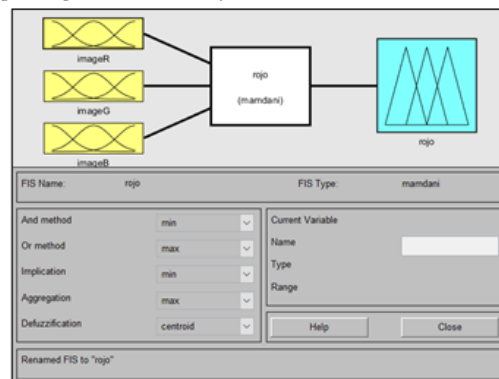 imageR
imageG
imageB
rojo
(mamdani)
rojo
FIS Name: rojo FIS Type: mamdani
And method min
Or method max
Implication min
Aggregation max
Defuzzification centroid
Current Variable
Name
Type
Range
Help Close
Renamed FIS to "rojo"